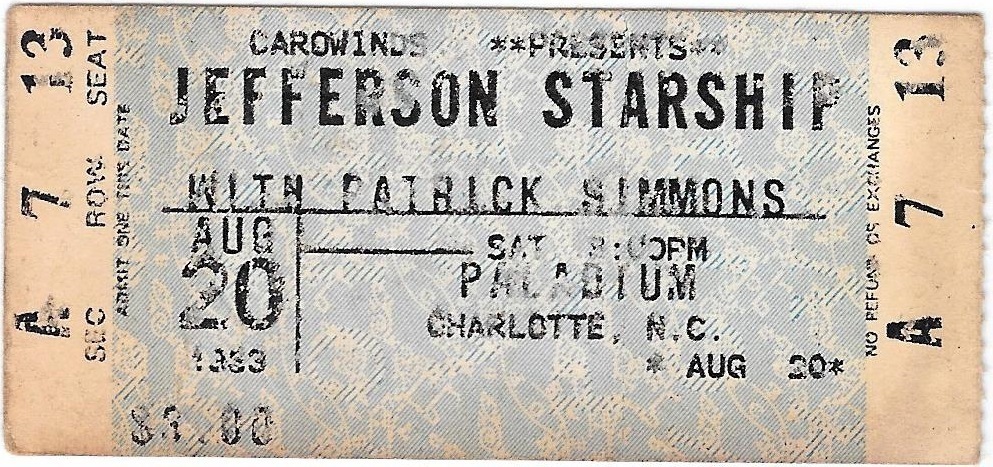 13 SEAT
7 ROW
A SEC
ADMIT ONE THIS DATE
CAROWINDS **PRESENTS**
JEFFERSON STARSHIP
WITH PATRICK SIMMONS
AUG
20
1983
SAT
PALADIUM
CHARLOTTE, N.C.
* AUG 20*
NO REFUND OS EXCHANGES
13
7
A